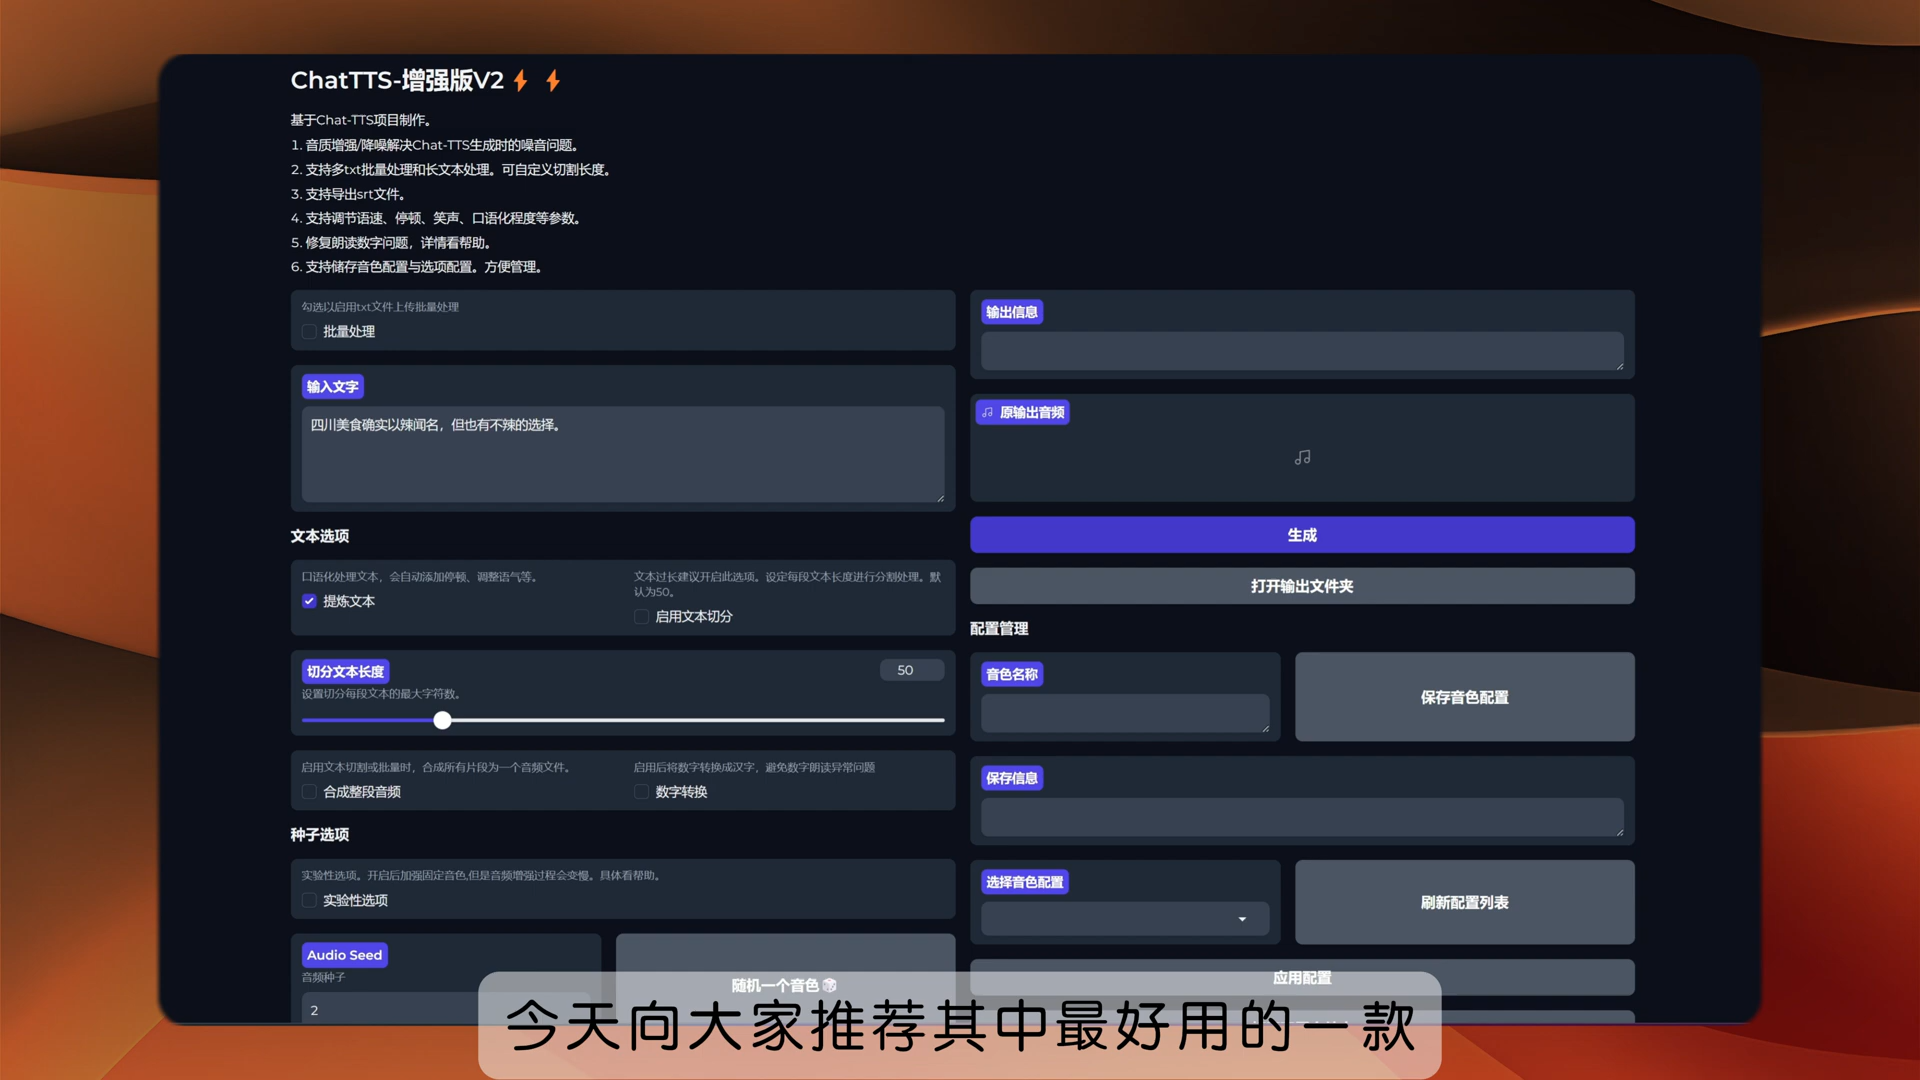 ChatTTS-增强版V2⚡ ⚡
基于Chat-TTS项目制作。
1. 音质增强/降噪解决Chat-TTS生成时的噪音问题。
2. 支持多txt批量处理和长文本处理。可自定义切割长度。
3. 支持导出srt文件。
4. 支持调节语速、停顿、笑声、口语化程度等参数。
5. 修复朗读数字问题，详情看帮助。
6. 支持储存音色配置与选项配置。方便管理。
勾选以启用txt文件上传批量处理
批量处理
输入文字
四川美食确实以辣闻名，但也有不辣的选择。
文本选项
口语化处理文本，会自动添加停顿、调整语气等。
提炼文本
文本过长建议开启此选项。设定每段文本长度进行分割处理。默
认为50。
启用文本切分
切分文本长度
50
设置切分每段文本的最大字符数。
启用文本切割或批量时，合成所有片段为一个音频文件。
合成整段音频
启用后将数字转换成汉字，避免数字朗读异常问题
数字转换
种子选项
实验性选项。开启后加强固定音色,但是音频增强过程会变慢。具体看帮助。
实验性选项
Audio Seed
音频种子
2
随机一个音色🎲
输出信息
原输出音频
生成
打开输出文件夹
配置管理
音色名称
保存音色配置
保存信息
选择音色配置
刷新配置列表
应用配置
今天向大家推荐其中最好用的一款